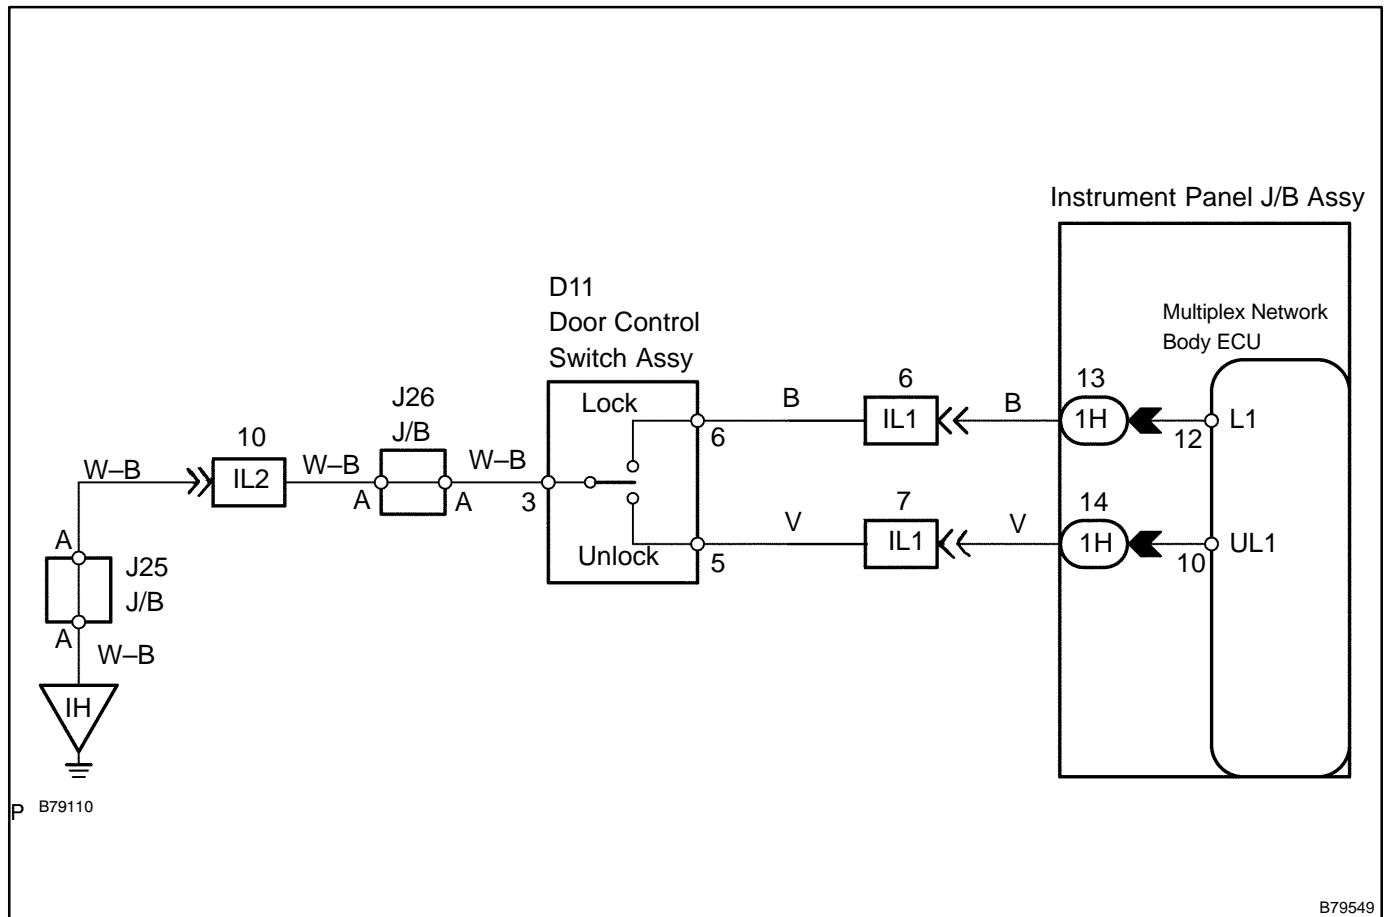 Instrument Panel J/B Assy
Multiplex Network
Body ECU
D11
Door Control
Switch Assy
Lock
Unlock
6
5
3
B
6
IL1
B
13
1H
12
L1
V
7
IL1
V
14
1H
10
UL1
J26
J/B
W–B
A
A
W–B
10
IL2
W–B
A
J25
J/B
A
W–B
IH
P
B79110
B79549